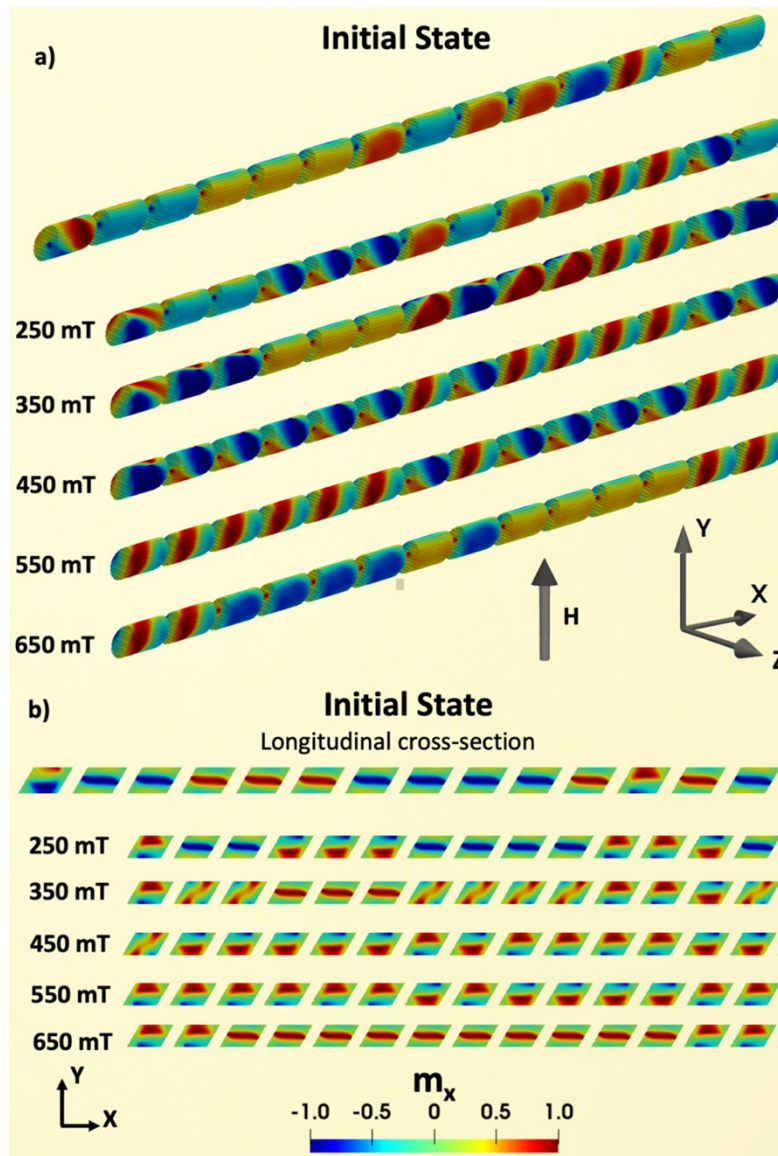 Initial State
a)
250 mT
350 mT
450 mT
550 mT
650 mT
H
Y
X
Z
b)
Initial State
Longitudinal cross-section
250 mT
350 mT
450 mT
550 mT
650 mT
Y
X
mx
-1.0 -0.5 0 0.5 1.0